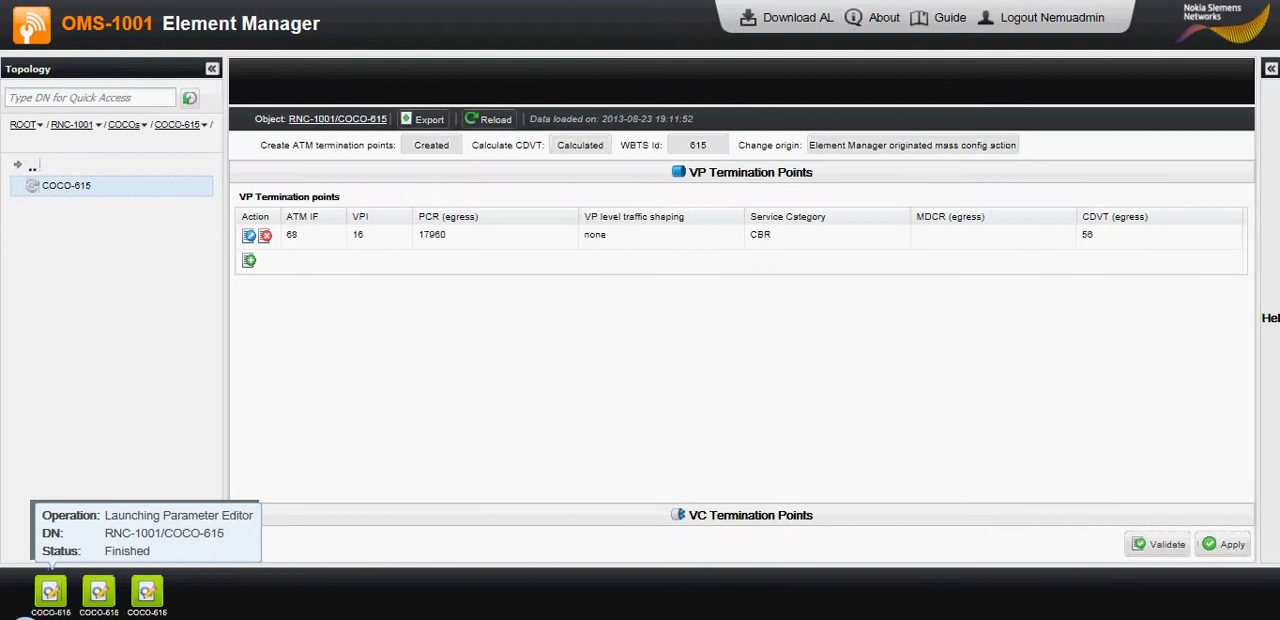 OMS-1001 Element Manager
Download AL About Guide Logout Nemuadmin
Nokia Siemens
Networks
Topology
Type DN for Quick Access
ROOT / RNC-1001 / COCOs / COCO-615 /
..
COCO-615
Object: RNC-1001/COCO-615 Export Reload Data loaded on: 2013-08-23 19:11:52
Create ATM termination points: Created Calculate CDVT: Calculated WBTS Id: 615 Change origin: Element Manager originated mass config action
VP Termination Points
VP Termination points
Action ATM IF VPI PCR (egress) VP level traffic shaping Service Category MDCR (egress) CDVT (egress)
68 16 17960 none CBR 56
Hel
VC Termination Points
Validate Apply
Operation: Launching Parameter Editor
DN: RNC-1001/COCO-615
Status: Finished
COCO-615 COCO-615 COCO-615